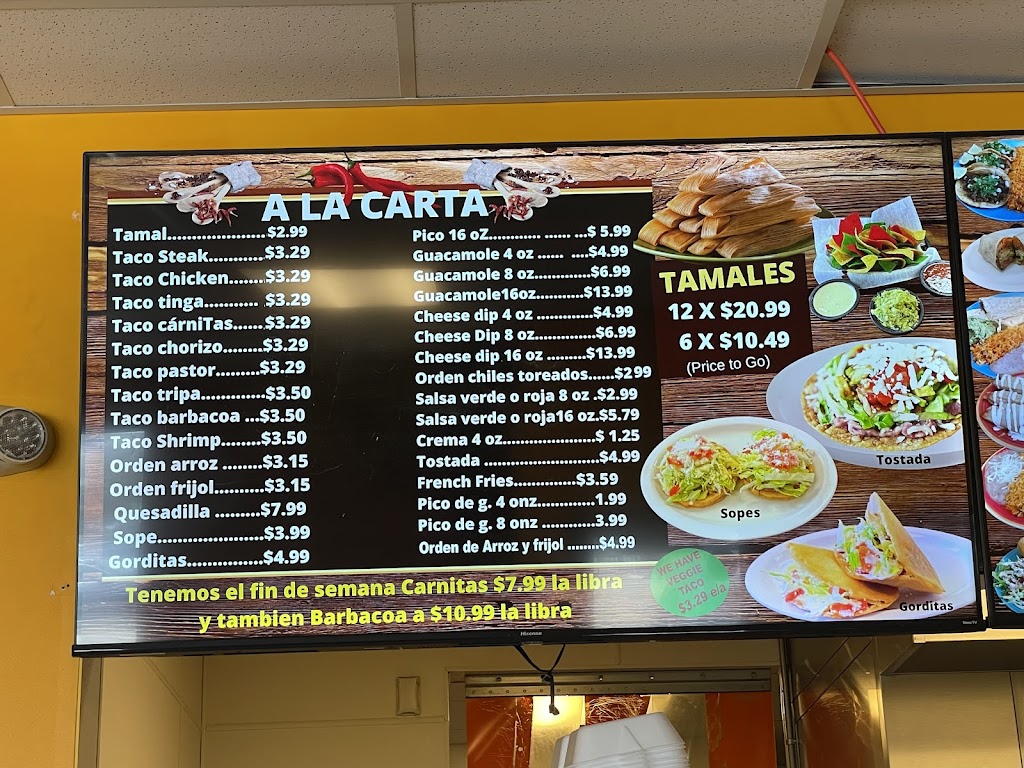 A LA CARTA
Tamal....................$2.99
Taco Steak...........$3.29
Taco Chicken.......$3.29
Taco tinga........... $3.29
Taco cárniTas......$3.29
Taco chorizo........$3.29
Taco pastor.........$3.29
Taco tripa.............$3.50
Taco barbacoa ...$3.50
Taco Shrimp........$3.50
Orden arroz ........$3.15
Orden frijol..........$3.15
Quesadilla .........$7.99
Sope......................$3.99
Gorditas...............$4.99
Pico 16 oZ........... ...... ...$ 5.99
Guacamole 4 oz ...... ....$4.99
Guacamole 8 oz............$6.99
Guacamole16oz...........$13.99
Cheese dip 4 oz .............$4.99
Cheese Dip 8 oz.............$6.99
Cheese dip 16 oz .........$13.99
Orden chiles toreados......$299
Salsa verde o roja 8 oz .$2.99
Salsa verde o roja16 oz.$5.79
Crema 4 oz......................$ 1.25
Tostada .........................$4.99
French Fries..............$3.59
Pico de g. 4 onz............1.99
Pico de g. 8 onz ............3.99
Orden de Arroz y frijol ........$4.99
TAMALES
12 X $20.99
6 X $10.49
(Price to Go)
Tostada
Sopes
Gorditas
WE HAVE
VEGGIE
TACO
$3.29 e/a
Tenemos el fin de semana Carnitas $7.99 la libra
y tambien Barbacoa a $10.99 la libra
Hisense
Roku TV